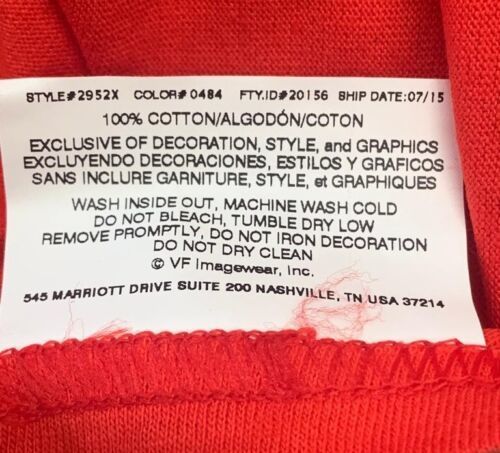 STYLE#2952X COLOR#0484 FTY.ID#20156 SHIP DATE:07/15
100% COTTON/ALGODÓN/COTON
EXCLUSIVE OF DECORATION, STYLE, and GRAPHICS
EXCLUYENDO DECORACIONES, ESTILOS Y GRAFICOS
SANS INCLURE GARNITURE, STYLE, et GRAPHIQUES
WASH INSIDE OUT, MACHINE WASH COLD
DO NOT BLEACH, TUMBLE DRY LOW
REMOVE PROMPTLY, DO NOT IRON DECORATION
DO NOT DRY CLEAN
© VF Imagewear, Inc.
545 MARRIOTT DRIVE SUITE 200 NASHVILLE, TN USA 37214